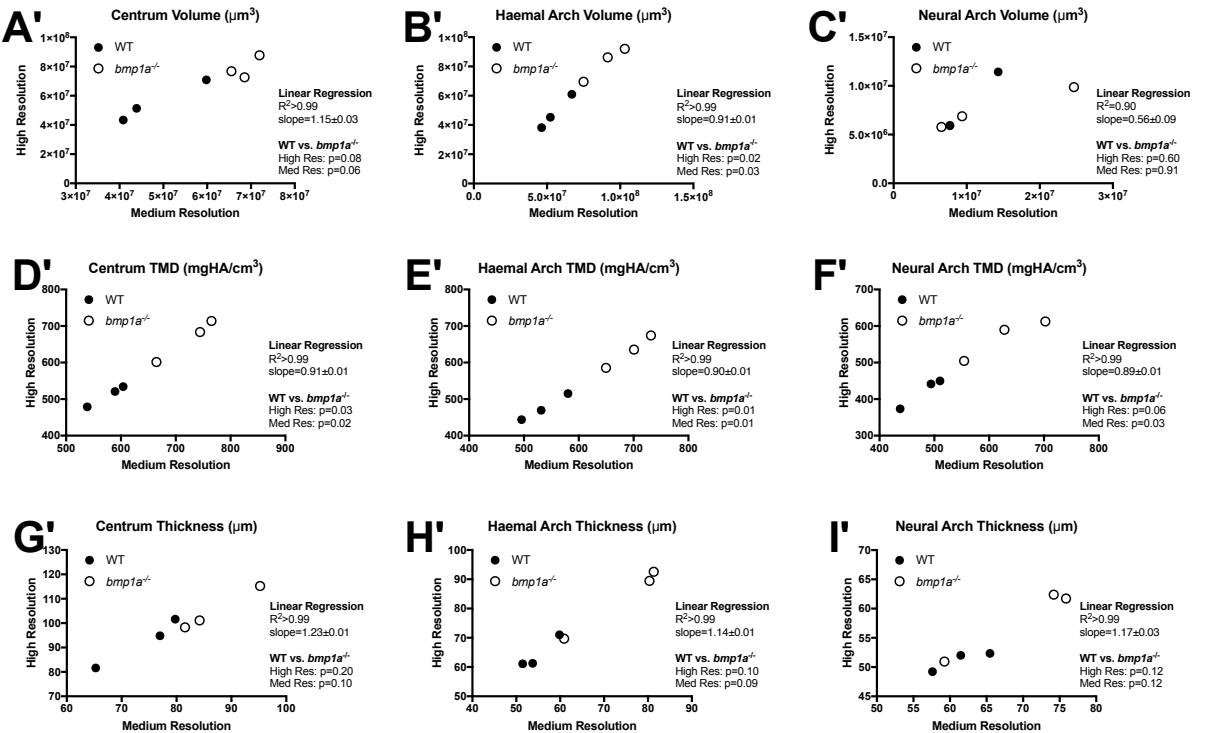 A'
Centrum Volume (µm³)
High Resolution
1×10⁸
8×10⁷
6×10⁷
4×10⁷
2×10⁷
0
WT
bmp1a⁻/⁻
Linear Regression
R²>0.99
slope=1.15±0.03
WT vs. bmp1a⁻/⁻
High Res: p=0.08
Med Res: p=0.06
3×10⁷ 4×10⁷ 5×10⁷ 6×10⁷ 7×10⁷ 8×10⁷
Medium Resolution
B'
Haemal Arch Volume (µm³)
High Resolution
1×10⁸
8×10⁷
6×10⁷
4×10⁷
2×10⁷
0
WT
bmp1a⁻/⁻
Linear Regression
R²>0.99
slope=0.91±0.01
WT vs. bmp1a⁻/⁻
High Res: p=0.02
Med Res: p=0.03
0.0 5.0×10⁷ 1.0×10⁸ 1.5×10⁸
Medium Resolution
C'
Neural Arch Volume (µm³)
High Resolution
1.5×10⁷
1.0×10⁷
5.0×10⁶
0.0
WT
bmp1a⁻/⁻
Linear Regression
R²=0.90
slope=0.56±0.09
WT vs. bmp1a⁻/⁻
High Res: p=0.60
Med Res: p=0.91
0 1×10⁷ 2×10⁷ 3×10⁷
Medium Resolution
D'
Centrum TMD (mgHA/cm³)
High Resolution
800
700
600
500
400
WT
bmp1a⁻/⁻
Linear Regression
R²>0.99
slope=0.91±0.01
WT vs. bmp1a⁻/⁻
High Res: p=0.03
Med Res: p=0.02
500 600 700 800 900
Medium Resolution
E'
Haemal Arch TMD (mgHA/cm³)
High Resolution
800
700
600
500
400
WT
bmp1a⁻/⁻
Linear Regression
R²>0.99
slope=0.90±0.01
WT vs. bmp1a⁻/⁻
High Res: p=0.01
Med Res: p=0.01
400 500 600 700 800
Medium Resolution
F'
Neural Arch TMD (mgHA/cm³)
High Resolution
700
600
500
400
300
WT
bmp1a⁻/⁻
Linear Regression
R²>0.99
slope=0.89±0.01
WT vs. bmp1a⁻/⁻
High Res: p=0.06
Med Res: p=0.03
400 500 600 700 800
Medium Resolution
G'
Centrum Thickness (µm)
High Resolution
130
120
110
100
90
80
70
WT
bmp1a⁻/⁻
Linear Regression
R²>0.99
slope=1.23±0.01
WT vs. bmp1a⁻/⁻
High Res: p=0.20
Med Res: p=0.10
60 70 80 90 100
Medium Resolution
H'
Haemal Arch Thickness (µm)
High Resolution
100
90
80
70
60
50
WT
bmp1a⁻/⁻
Linear Regression
R²>0.99
slope=1.14±0.01
WT vs. bmp1a⁻/⁻
High Res: p=0.10
Med Res: p=0.09
40 50 60 70 80 90
Medium Resolution
I'
Neural Arch Thickness (µm)
High Resolution
70
65
60
55
50
45
WT
bmp1a⁻/⁻
Linear Regression
R²>0.99
slope=1.17±0.03
WT vs. bmp1a⁻/⁻
High Res: p=0.12
Med Res: p=0.12
50 55 60 65 70 75 80
Medium Resolution